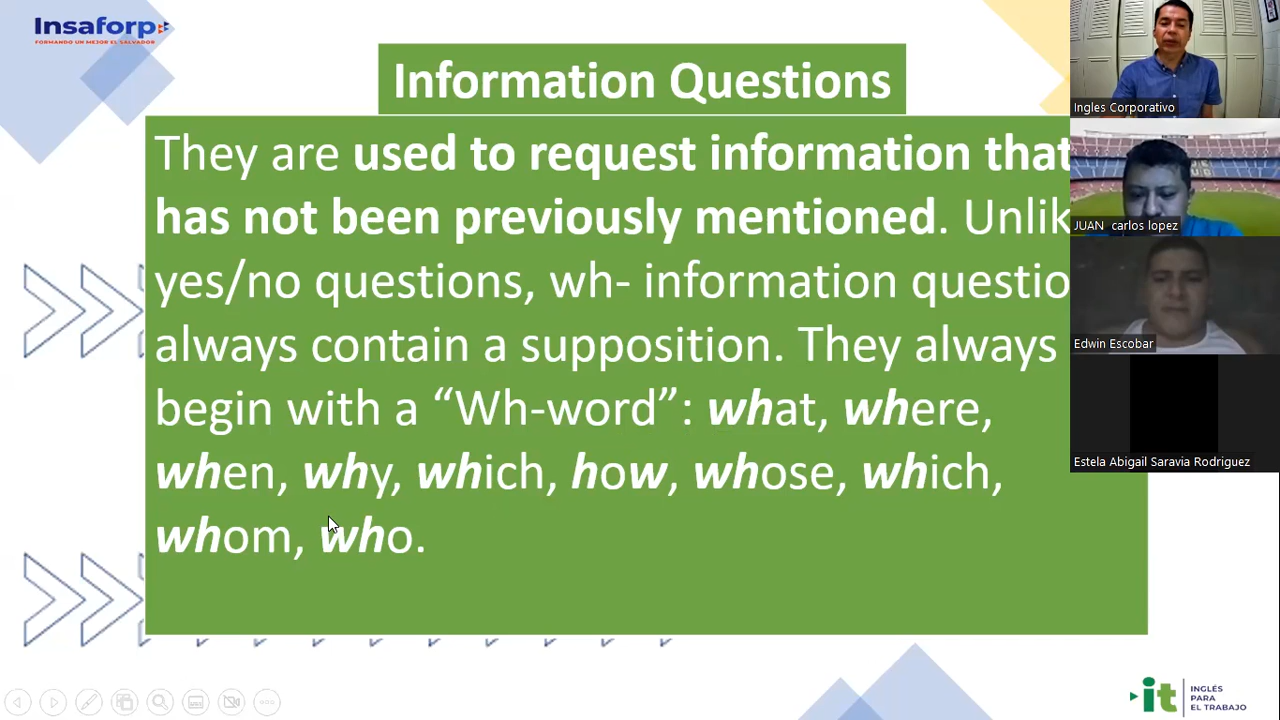 Insaforp
FORMANDO UN MEJOR EL SALVADOR
Information Questions
They are used to request information that
has not been previously mentioned. Unlik
yes/no questions, wh- information questio
always contain a supposition. They always
begin with a “Wh-word”: what, where,
when, why, which, how, whose, which,
whom, who.
Ingles Corporativo
JUAN carlos lopez
Edwin Escobar
Estela Abigail Saravia Rodriguez
it
INGLÉS
PARA
EL TRABAJO